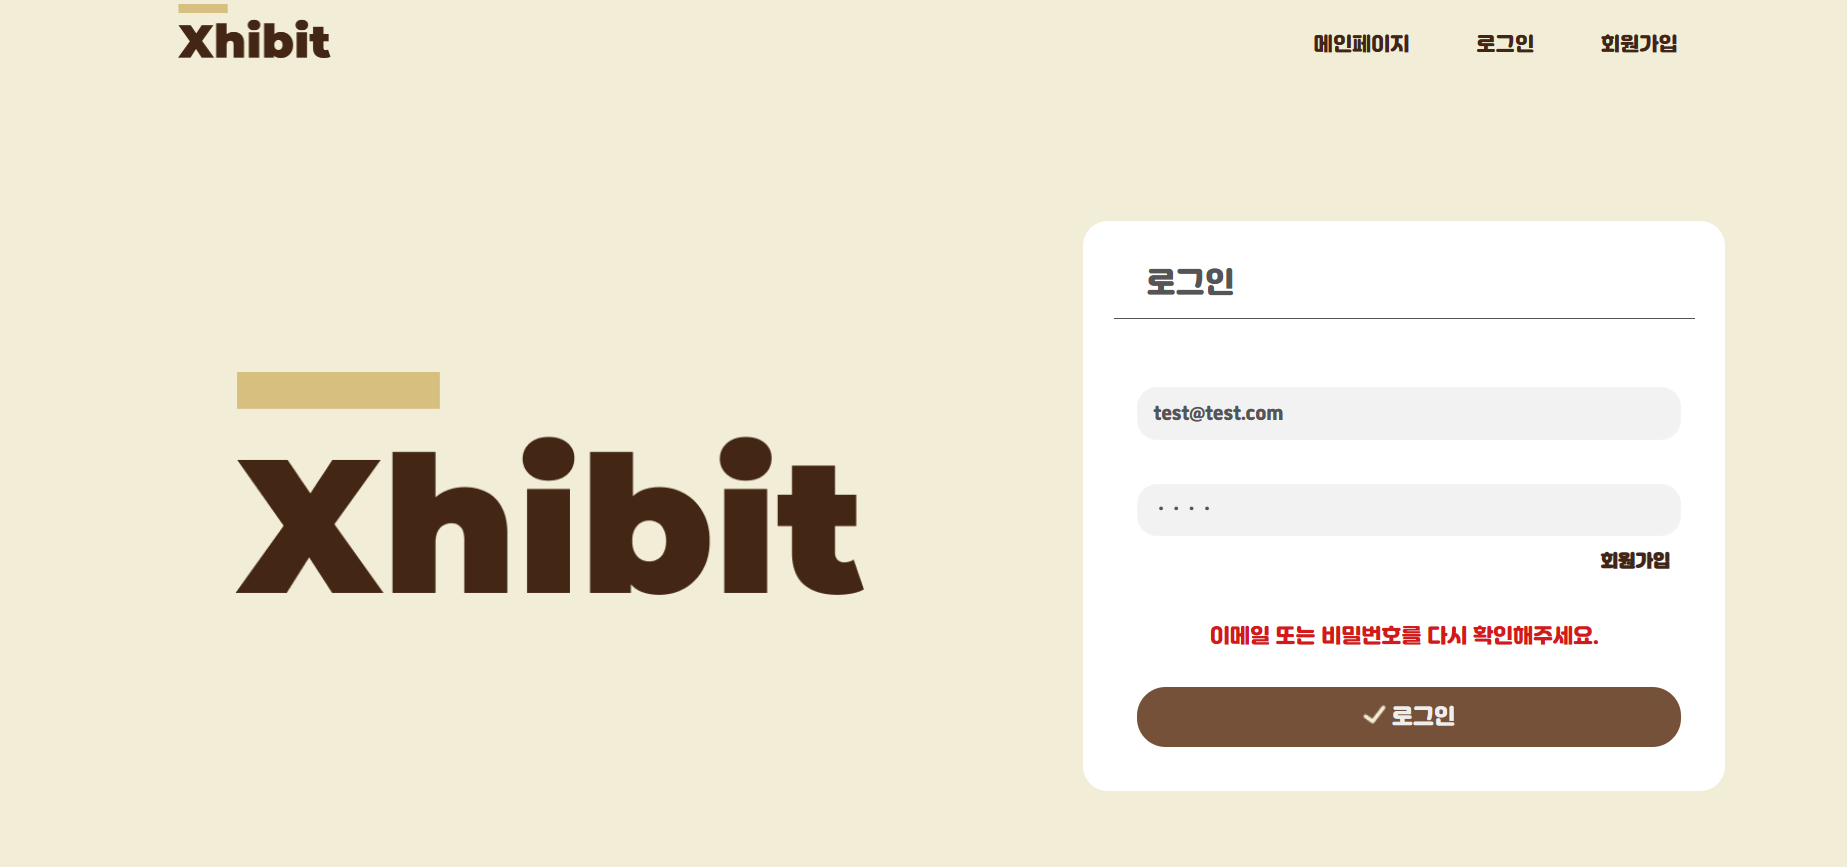 Xhibit
메인페이지 로그인 회원가입
Xhibit
로그인
test@test.com
회원가입
이메일 또는 비밀번호를 다시 확인해주세요.
로그인